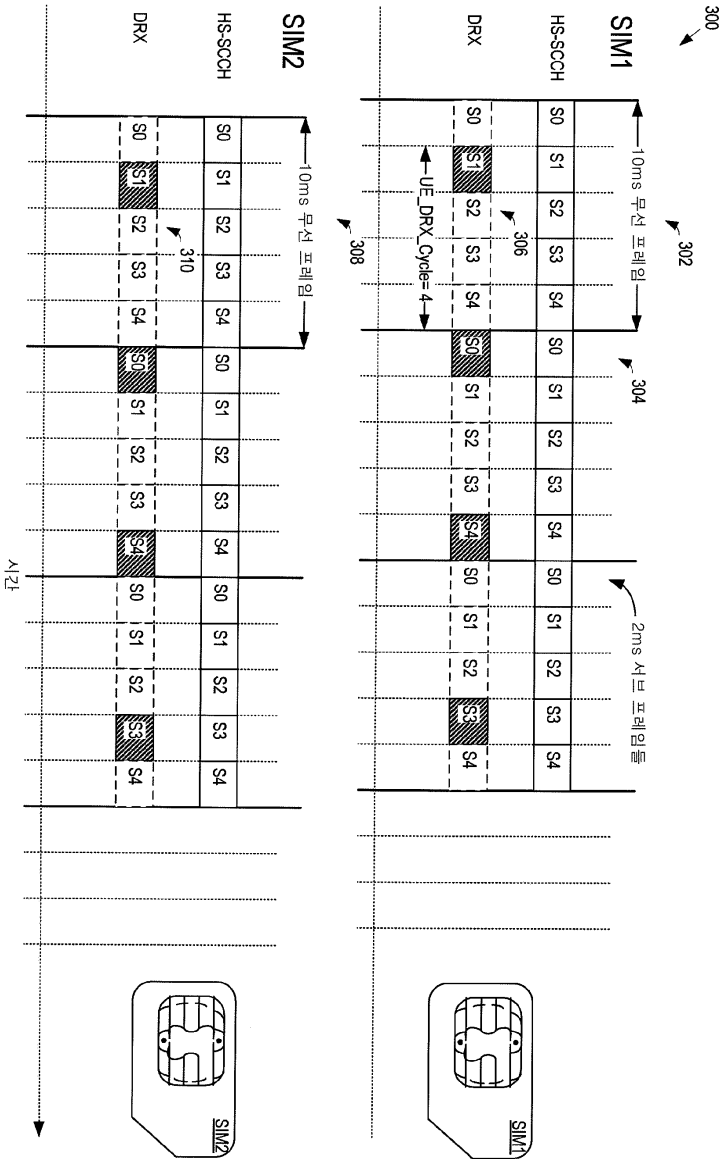 300
SIM1
302
10ms 무선 프레임
304
2ms 서브 프레임들
HS-SCCH
S0 S1 S2 S3 S4 S0 S1 S2 S3 S4 S0 S1 S2 S3 S4
306
DRX
S0 S1 S2 S3 S4 S0 S1 S2 S3 S4 S0 S1 S2 S3 S4
UE_DRX_Cycle= 4
SIM1
SIM2
308
10ms 무선 프레임
HS-SCCH
S0 S1 S2 S3 S4 S0 S1 S2 S3 S4 S0 S1 S2 S3 S4
310
DRX
S0 S1 S2 S3 S4 S0 S1 S2 S3 S4 S0 S1 S2 S3 S4
SIM2
시간